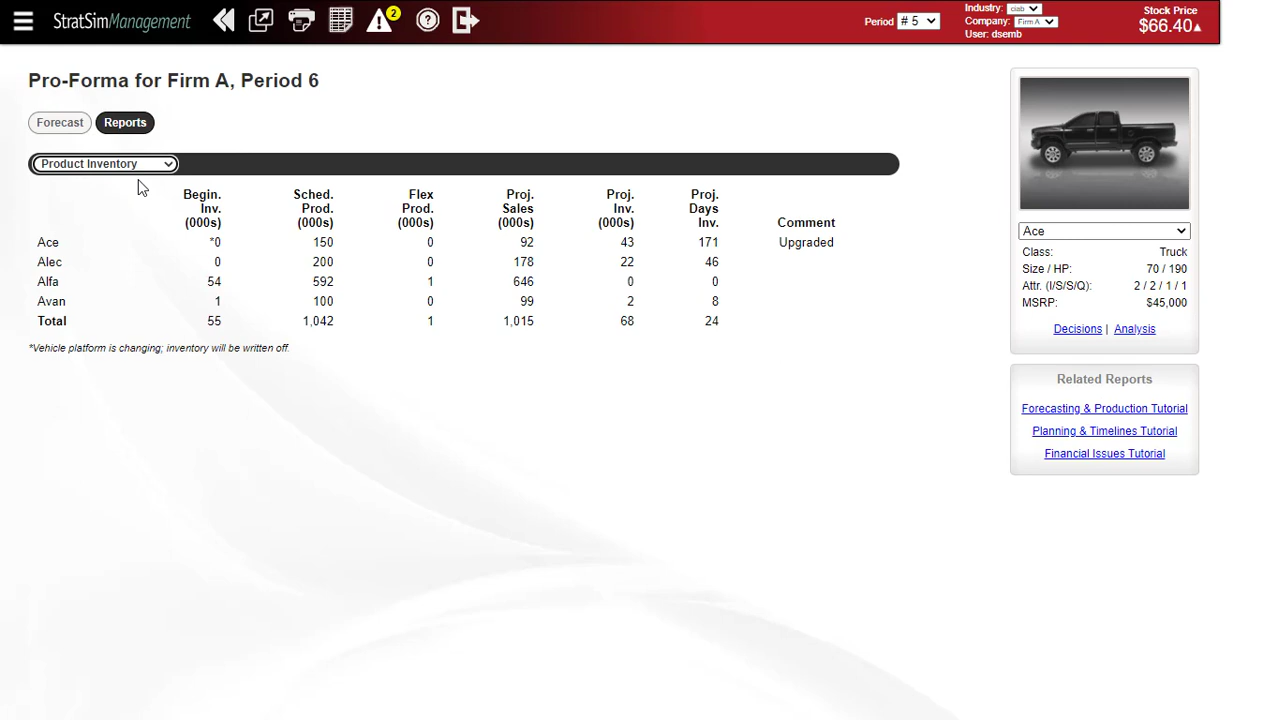 StratSimManagement 2 ? Period # 5 Industry: ciab Company: Firm A User: dsemb Stock Price $66.40▲
Pro-Forma for Firm A, Period 6
Forecast Reports
Product Inventory
Begin. Inv. (000s) Sched. Prod. (000s) Flex Prod. (000s) Proj. Sales (000s) Proj. Inv. (000s) Proj. Days Inv. Comment
Ace *0 150 0 92 43 171 Upgraded
Alec 0 200 0 178 22 46
Alfa 54 592 1 646 0 0
Avan 1 100 0 99 2 8
Total 55 1,042 1 1,015 68 24
*Vehicle platform is changing; inventory will be written off.
Ace
Class: Truck
Size / HP: 70 / 190
Attr. (I/S/S/Q): 2 / 2 / 1 / 1
MSRP: $45,000
Decisions | Analysis
Related Reports
Forecasting & Production Tutorial
Planning & Timelines Tutorial
Financial Issues Tutorial